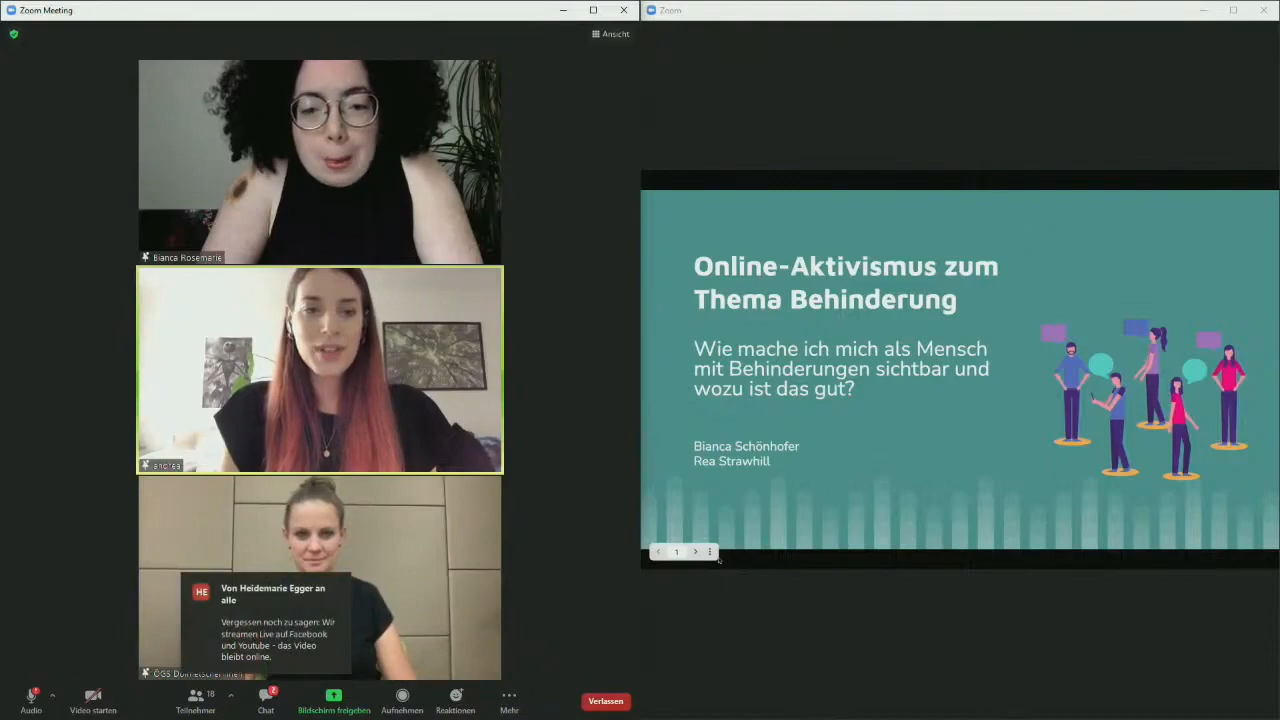 Zoom Meeting
Zoom
Ansicht
Bianca Rosemarie
andrea
HE
Von Heidemarie Egger an
alle
Vergessen noch zu sagen: Wir
streamen Live auf Facebook
und Youtube - das Video
bleibt online.
ÖGS Dolmetscherinnen
Online-Aktivismus zum
Thema Behinderung
Wie mache ich mich als Mensch
mit Behinderungen sichtbar und
wozu ist das gut?
Bianca Schönhofer
Rea Strawhill
1
18
2
Audio
Video starten
Teilnehmer
Chat
Bildschirm freigeben
Aufnehmen
Reaktionen
Mehr
Verlassen